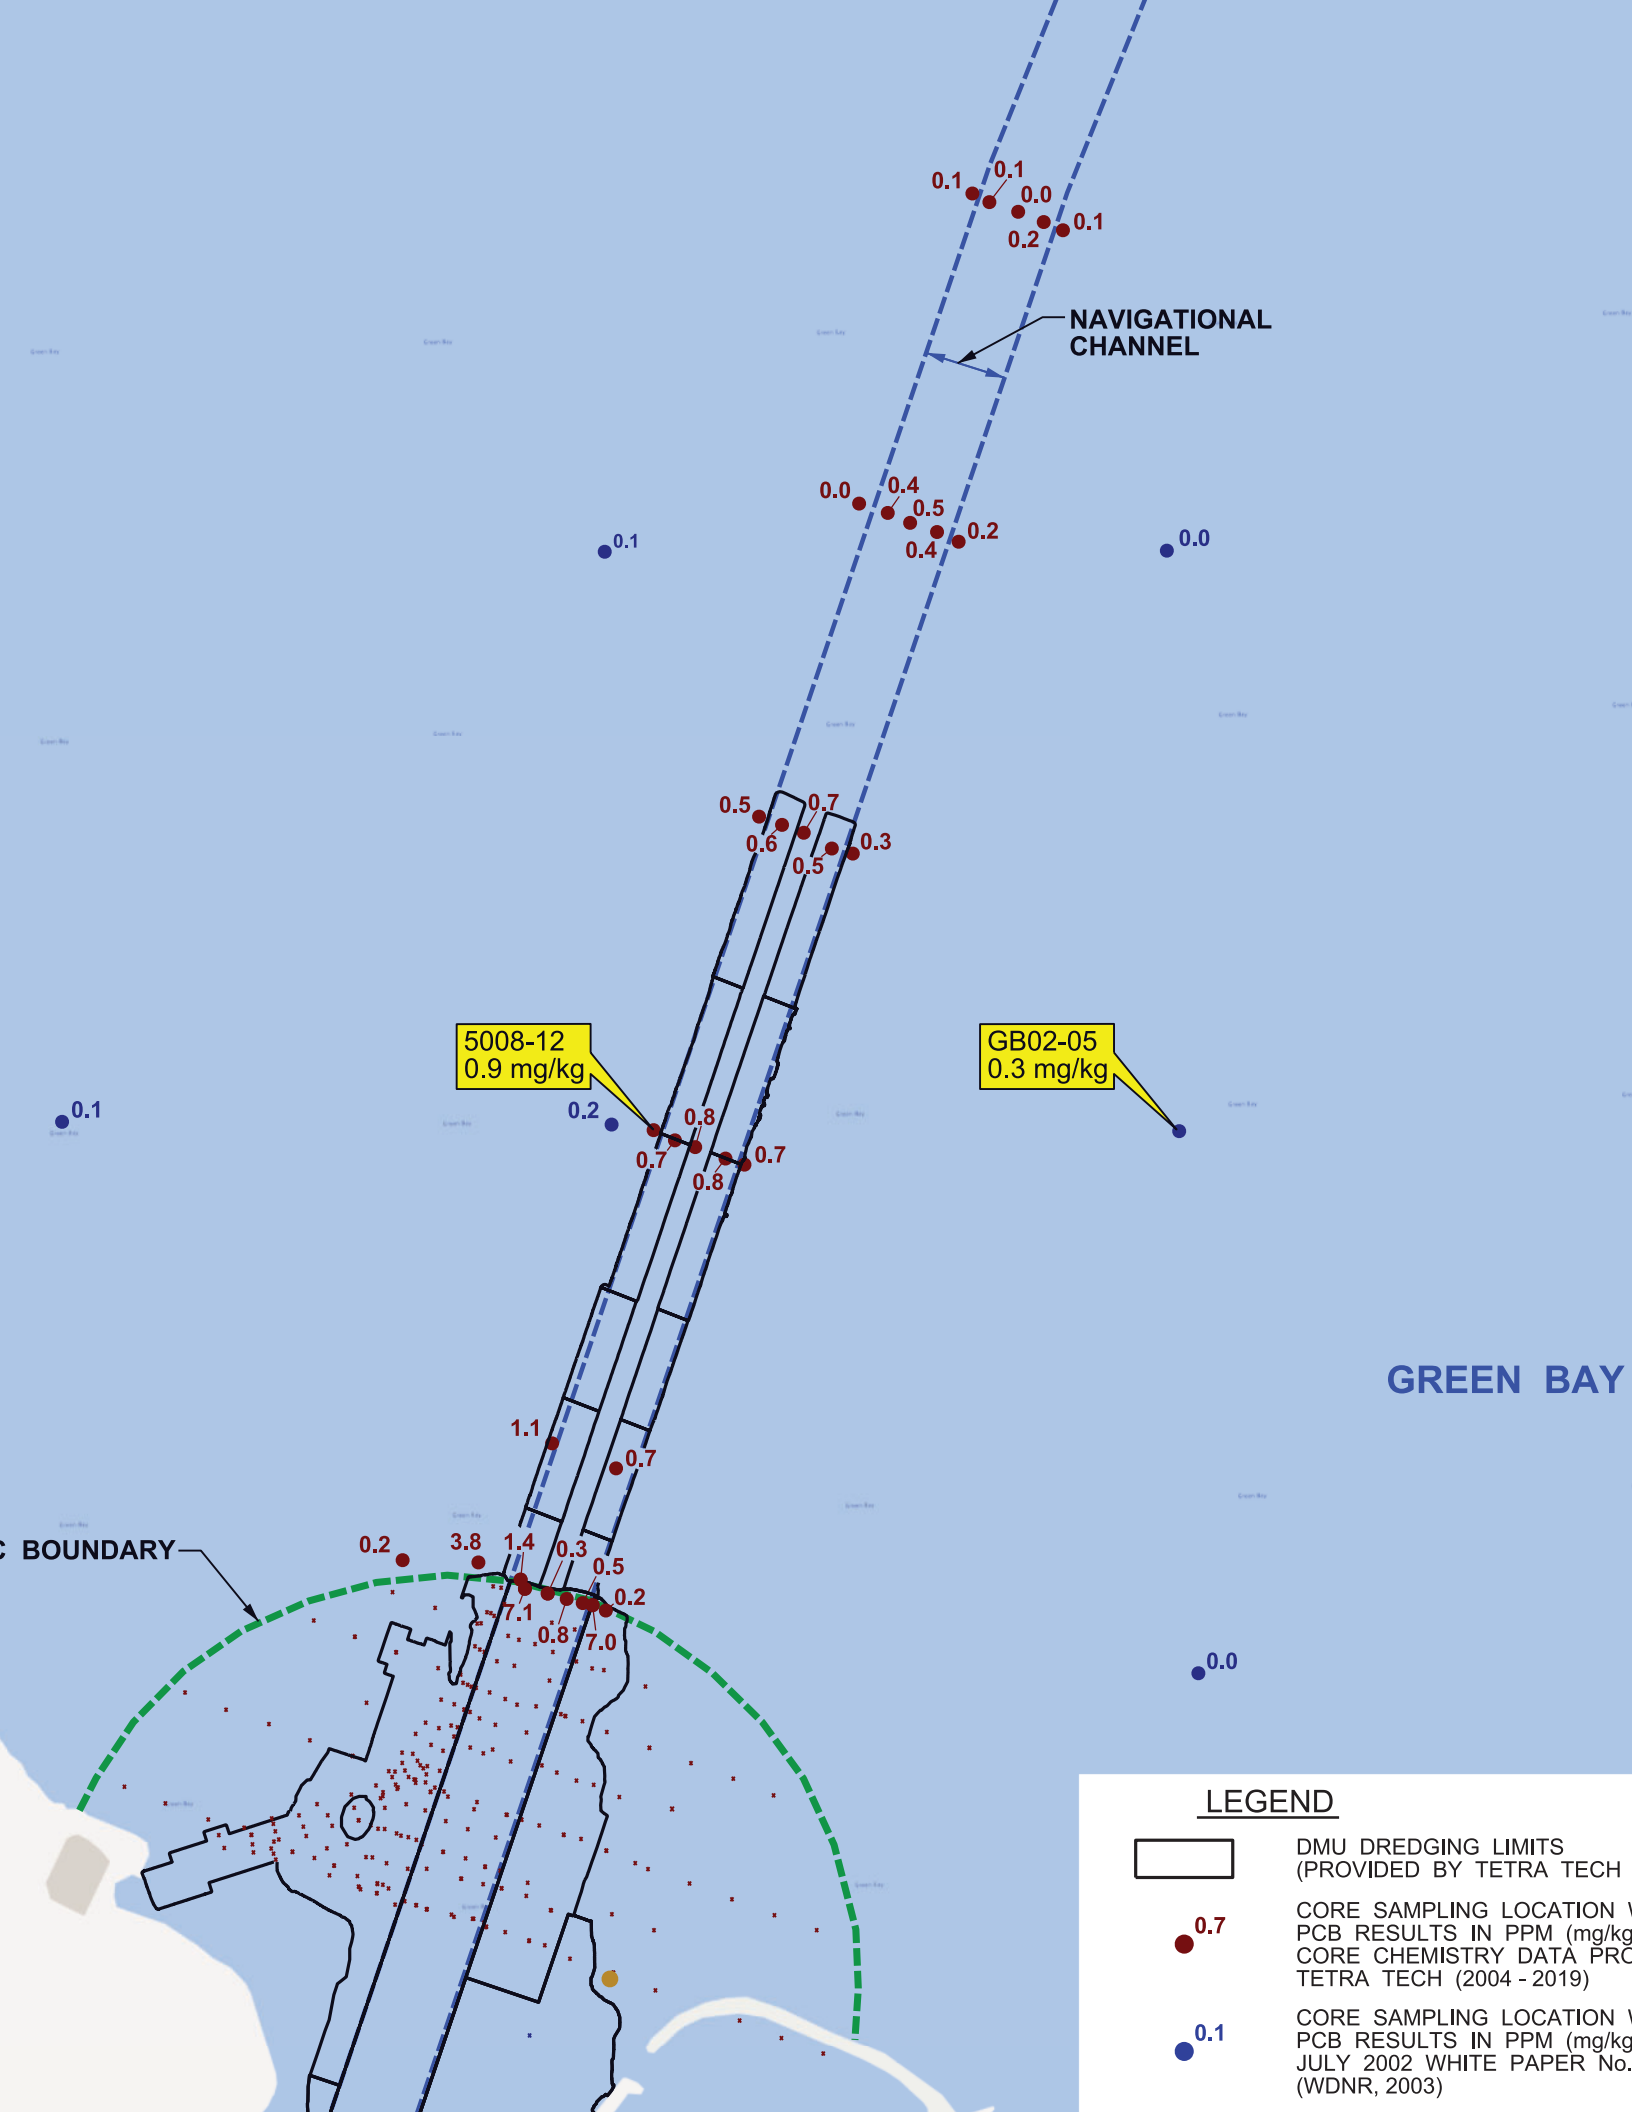 0.1
0.1
0.0
0.2
0.1
NAVIGATIONAL
CHANNEL
0.0
0.4
0.5
0.4
0.2
0.1
0.0
0.5
0.7
0.6
0.5
0.3
5008-12
0.9 mg/kg
GB02-05
0.3 mg/kg
0.1
0.2
0.8
0.7
0.7
0.8
GREEN BAY
1.1
0.7
C BOUNDARY
0.2
3.8
1.4
0.3
0.5
0.2
7.1
0.8
7.0
0.0
LEGEND
DMU DREDGING LIMITS
(PROVIDED BY TETRA TECH
0.7
CORE SAMPLING LOCATION
PCB RESULTS IN PPM (mg/kg
CORE CHEMISTRY DATA
TETRA TECH (2004 - 2019)
0.1
CORE SAMPLING LOCATION
PCB RESULTS IN PPM (mg/kg
JULY 2002 WHITE PAPER No.
(WDNR, 2003)